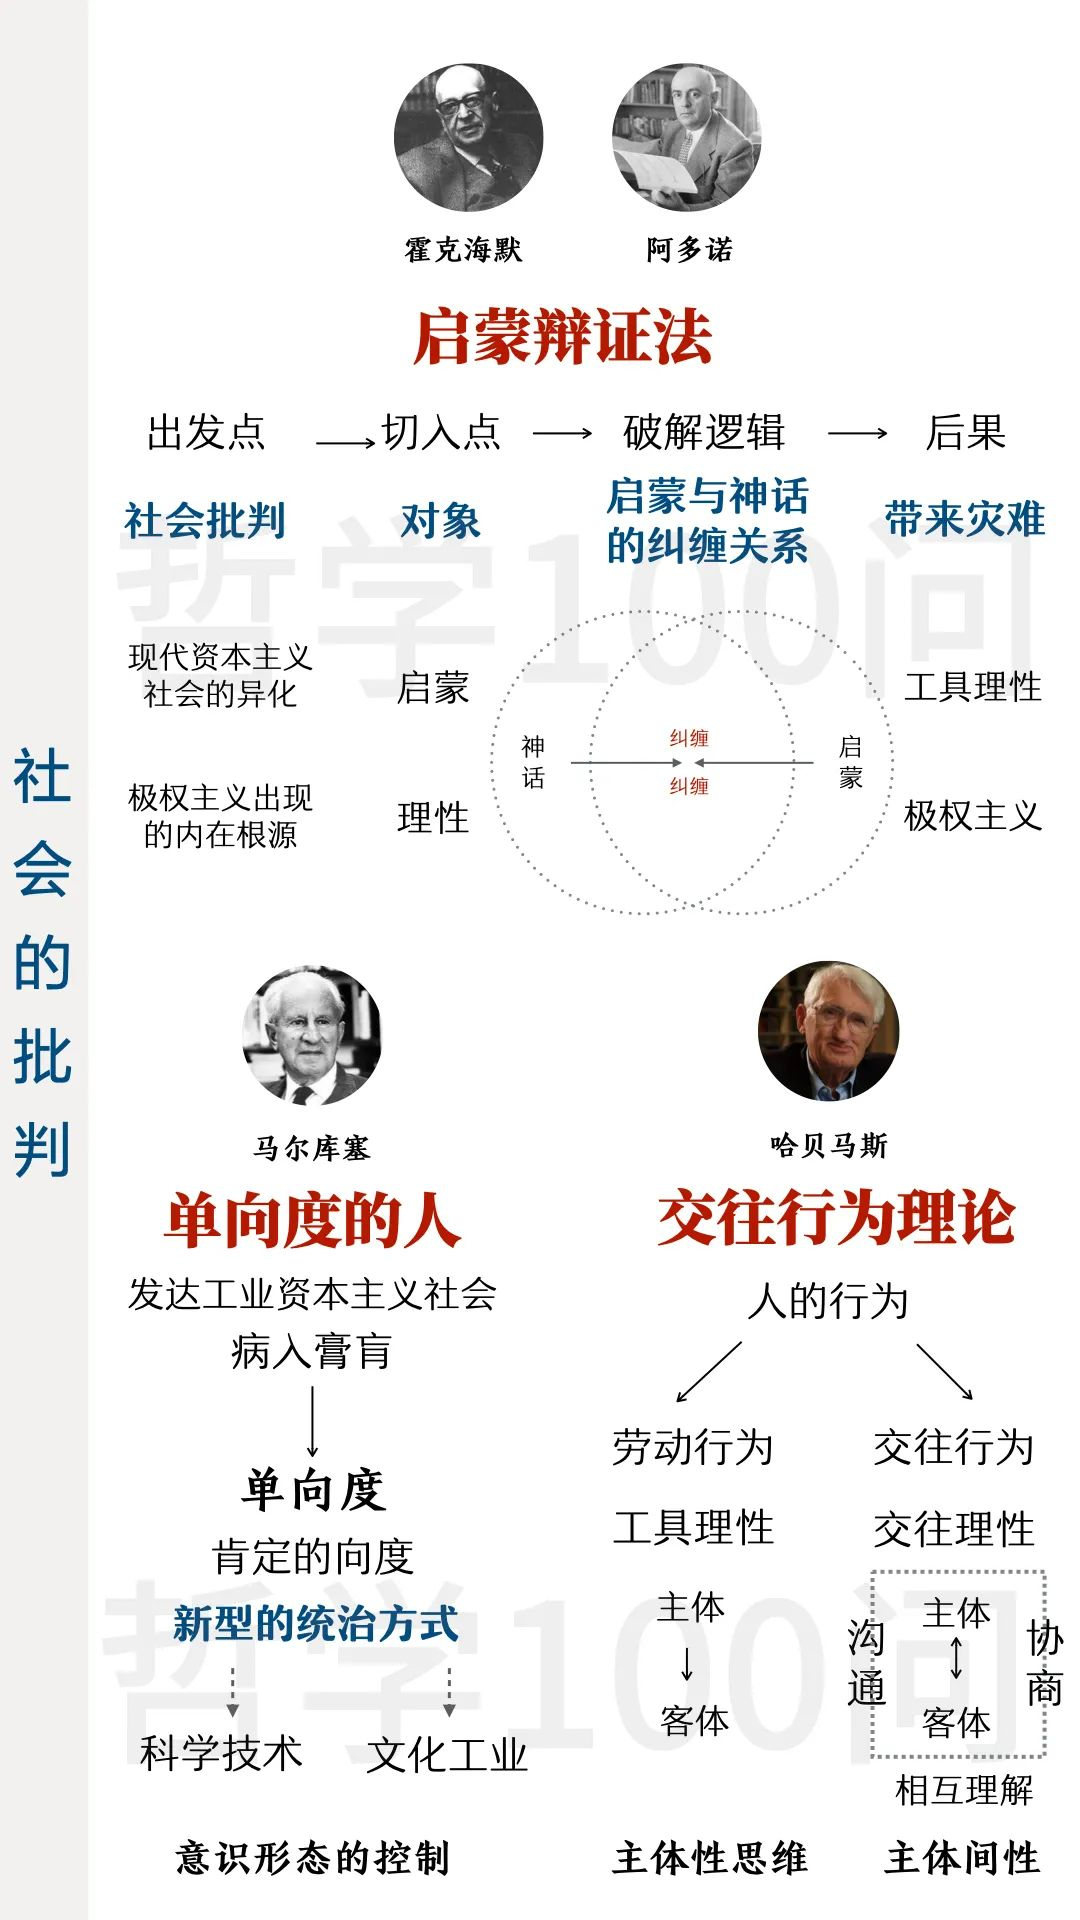 社会的批判
霍克海默
阿多诺
启蒙辩证法
出发点
切入点
破解逻辑
后果
社会批判
对象
启蒙与神话
的纠缠关系
带来灾难
哲学100问
现代资本主义
社会的异化
启蒙
工具理性
神话
纠缠
纠缠
启蒙
极权主义出现
的内在根源
理性
极权主义
马尔库塞
单向度的人
发达工业资本主义社会
病入膏肓
单向度
肯定的向度
新型的统治方式
科学技术
文化工业
意识形态的控制
哈贝马斯
交往行为理论
人的行为
劳动行为
交往行为
工具理性
交往理性
主体
客体
沟通
主体
客体
协商
相互理解
主体性思维
主体间性
哲学100问